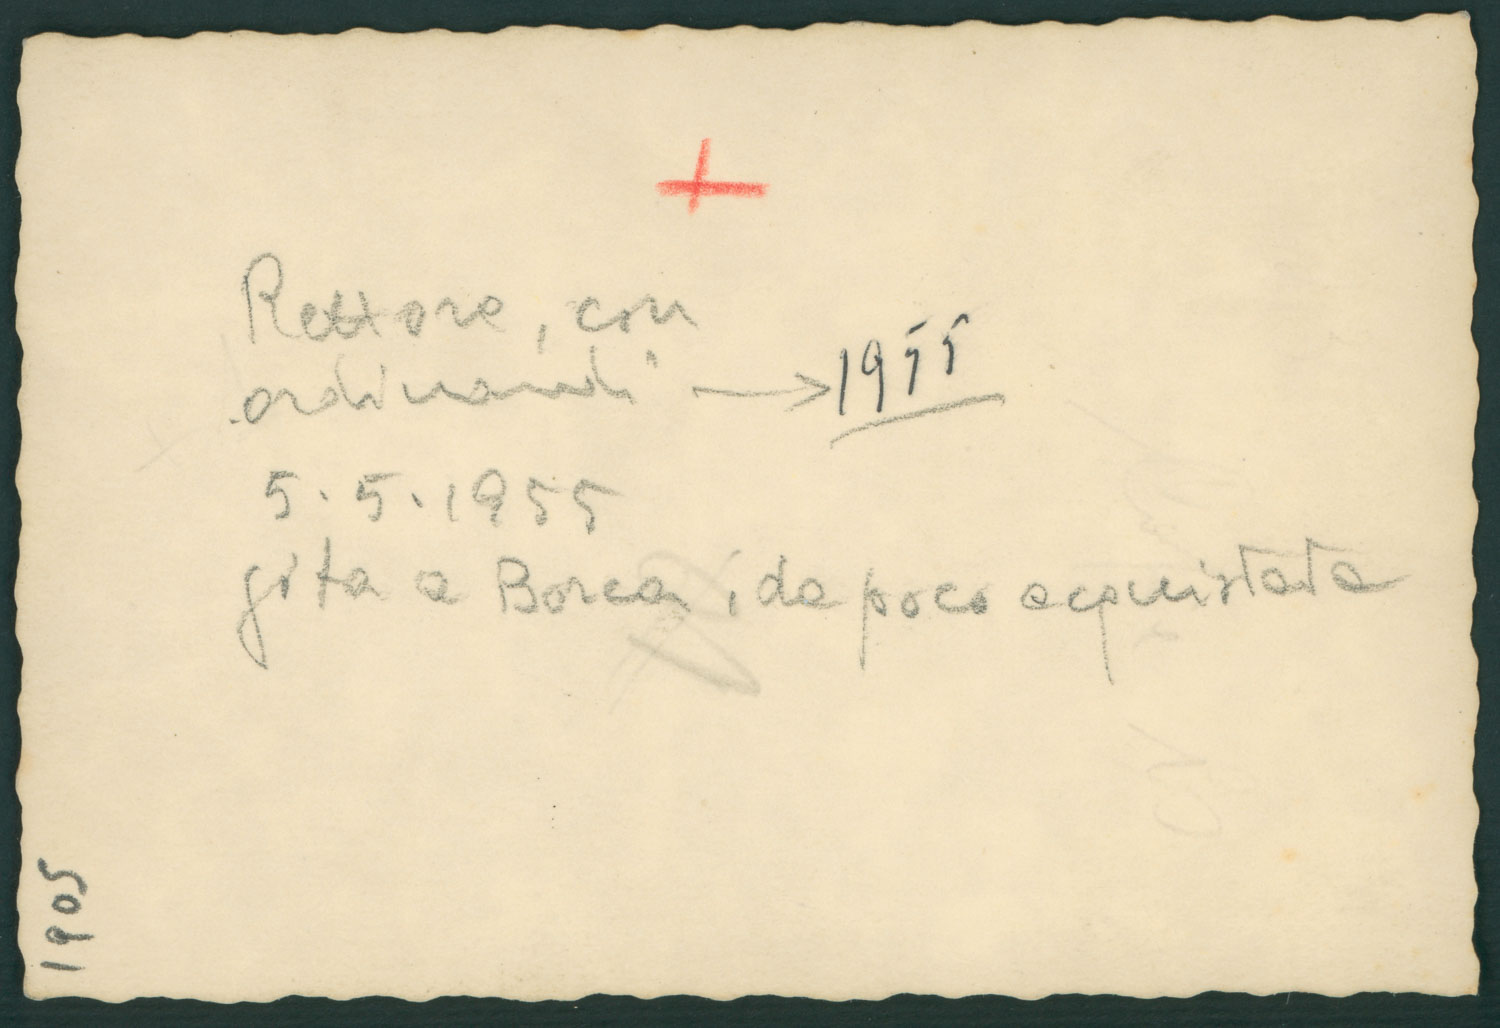 +
Rettore, con
ordinandi → 1955
5.5.1955
gita a Borca, da poco acquistata
1905